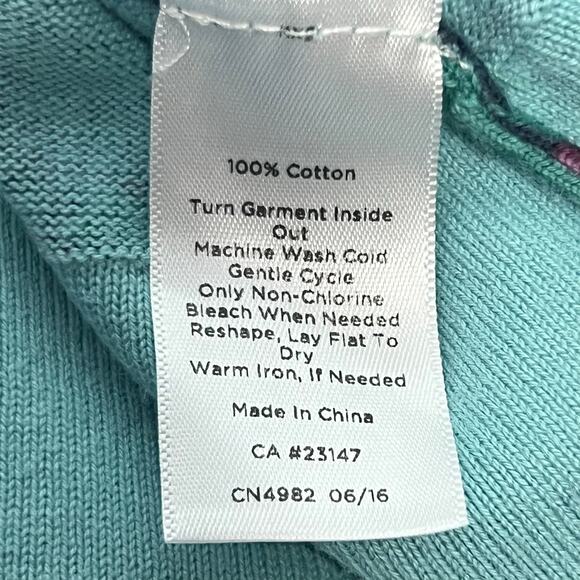 100% Cotton
Turn Garment Inside
Out
Machine Wash Cold
Gentle Cycle
Only Non-Chlorine
Bleach When Needed
Reshape, Lay Flat To
Dry
Warm Iron, If Needed
Made In China
CA #23147
CN4982 06/16